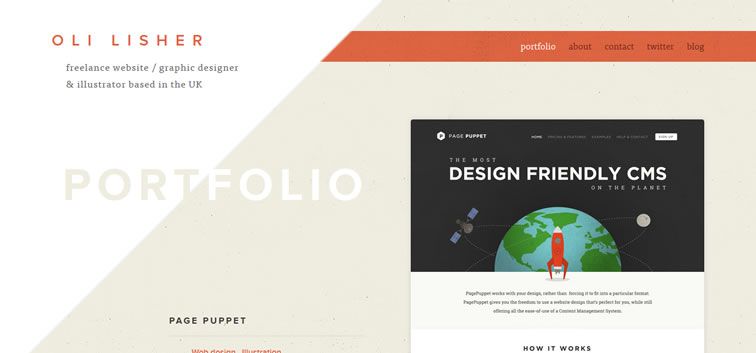 OLI LISHER
freelance website / graphic designer
& illustrator based in the UK
portfolio about contact twitter blog
PORTFOLIO
PAGE PUPPET
Web design, Illustration
PAGE PUPPET
HOME PRICING & FEATURES EXAMPLES HELP & CONTACT SIGN UP
THE MOST
DESIGN FRIENDLY CMS
ON THE PLANET
PagePuppet works with your design, rather than forcing it to fit into a particular format
PagePuppet gives you the freedom to use a website design that's perfect for you, while still
offering all the ease-of-use of a Content Management System.
HOW IT WORKS